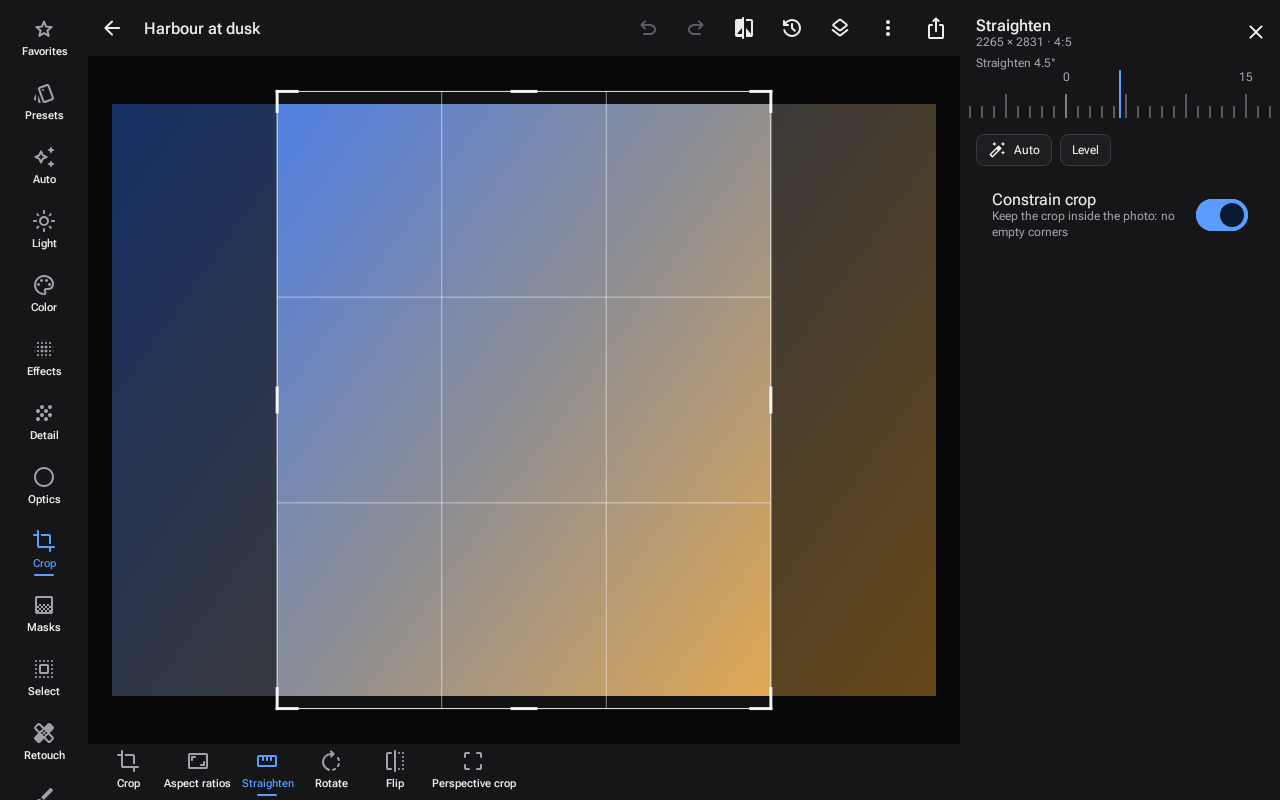 Favorites
Presets
Auto
Light
Color
Effects
Detail
Optics
Crop
Masks
Select
Retouch
Harbour at dusk
Crop
Aspect ratios
Straighten
Rotate
Flip
Perspective crop
Straighten
2265 × 2831 · 4:5
Straighten 4.5°
0
15
Auto
Level
Constrain crop
Keep the crop inside the photo: no
empty corners